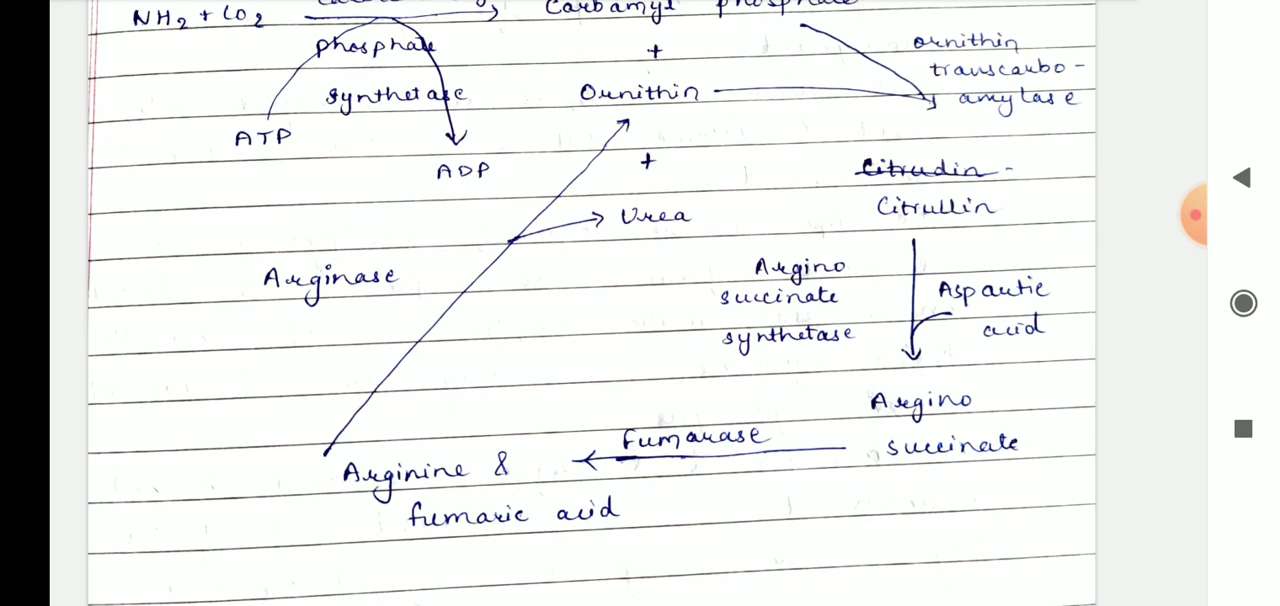 NH2 + CO2
Carbamyl phosphate
phosphate
synthetase
ATP
ADP
+
Ornithin
ornithin
transcarbo-
amylase
+
Urea
Citrudin -
Citrullin
Arginase
Argino
succinate
synthetase
Aspartic
acid
Argino
succinate
Fumarase
Arginine &
fumaric acid